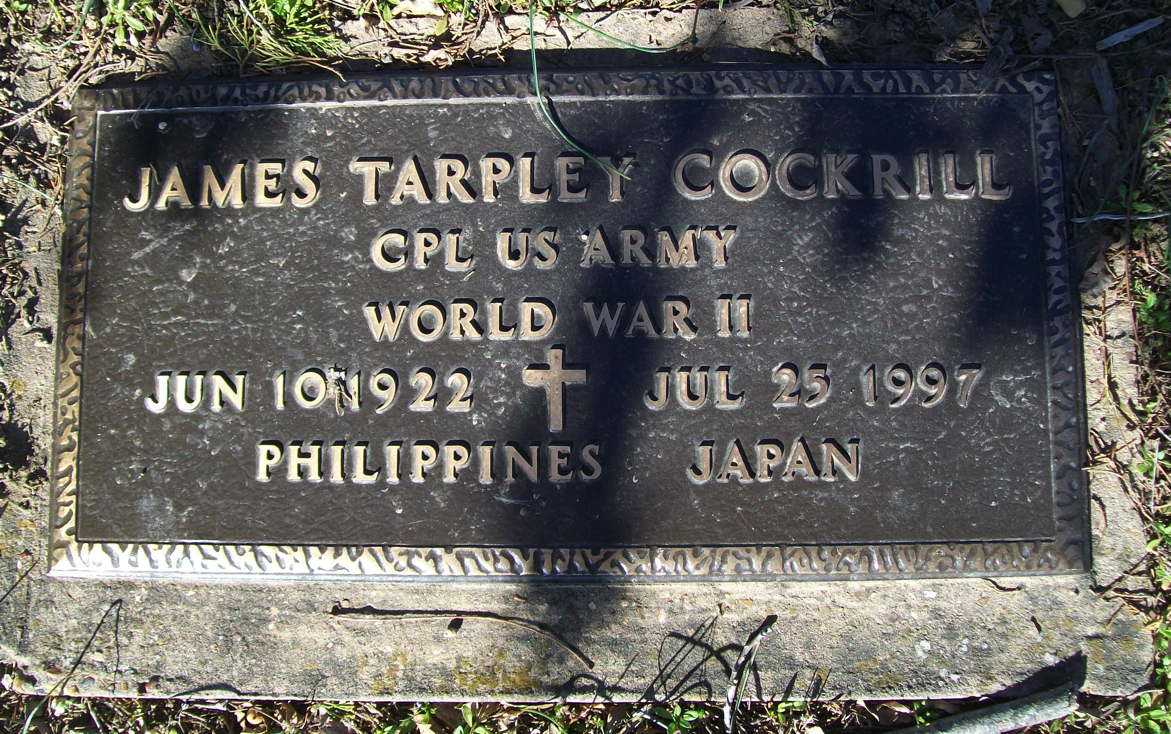 JAMES TARPLEY COCKRILL
CPL US ARMY
WORLD WAR II
JUN 10 1922 JUL 25 1997
PHILIPPINES JAPAN